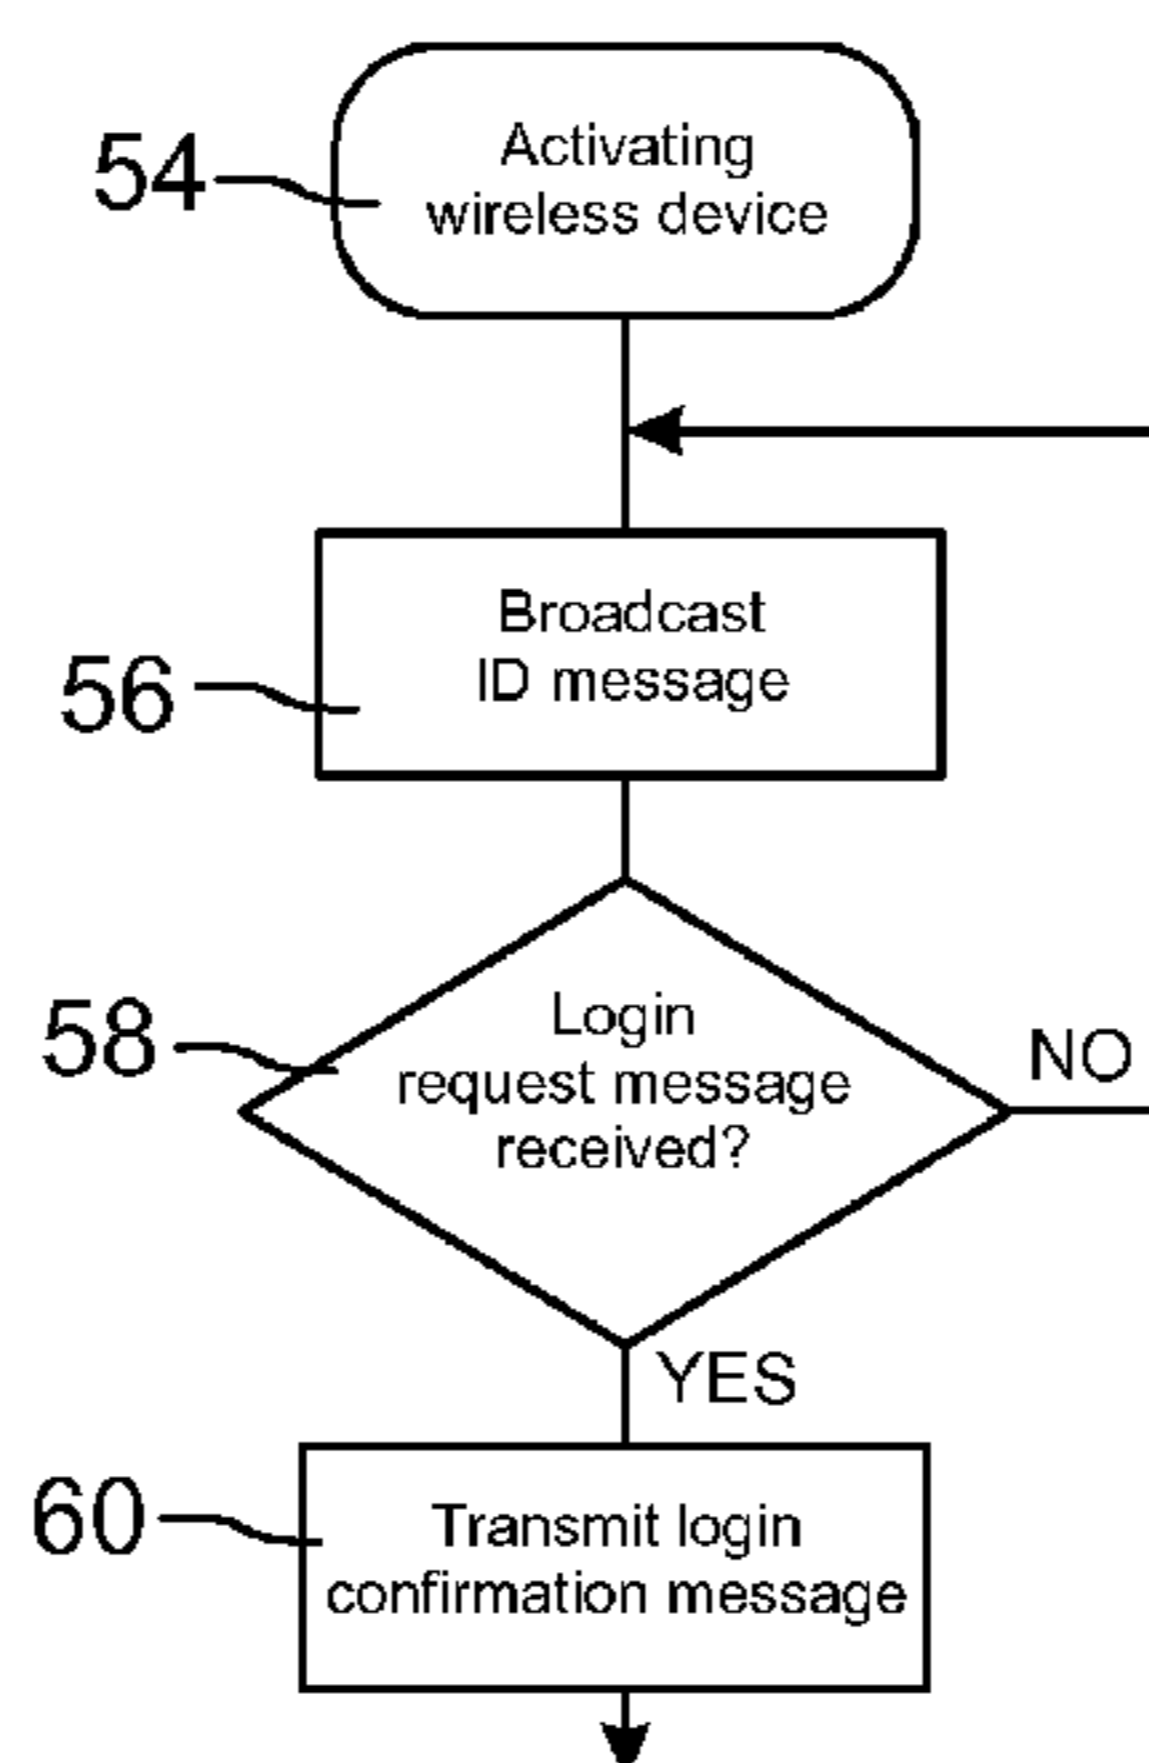 54
Activating
wireless device
56
Broadcast
ID message
58
Login
request message
received?
NO
YES
60
Transmit login
confirmation message